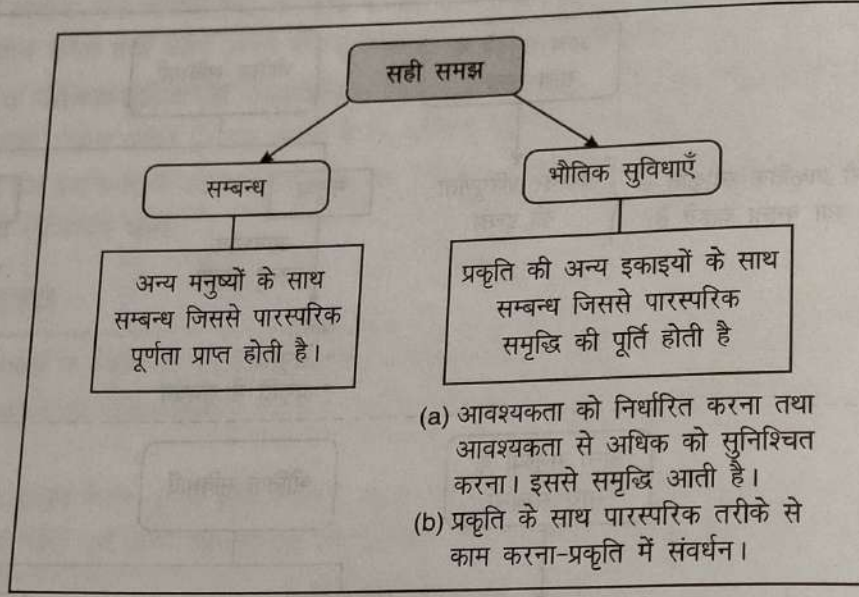 सही समझ
सम्बन्ध
भौतिक सुविधाएँ
अन्य मनुष्यों के साथ
सम्बन्ध जिससे पारस्परिक
पूर्णता प्राप्त होती है।
प्रकृति की अन्य इकाइयों के साथ
सम्बन्ध जिससे पारस्परिक
समृद्धि की पूर्ति होती है
(a) आवश्यकता को निर्धारित करना तथा
आवश्यकता से अधिक को सुनिश्चित
करना। इससे समृद्धि आती है।
(b) प्रकृति के साथ पारस्परिक तरीके से
काम करना-प्रकृति में संवर्धन।